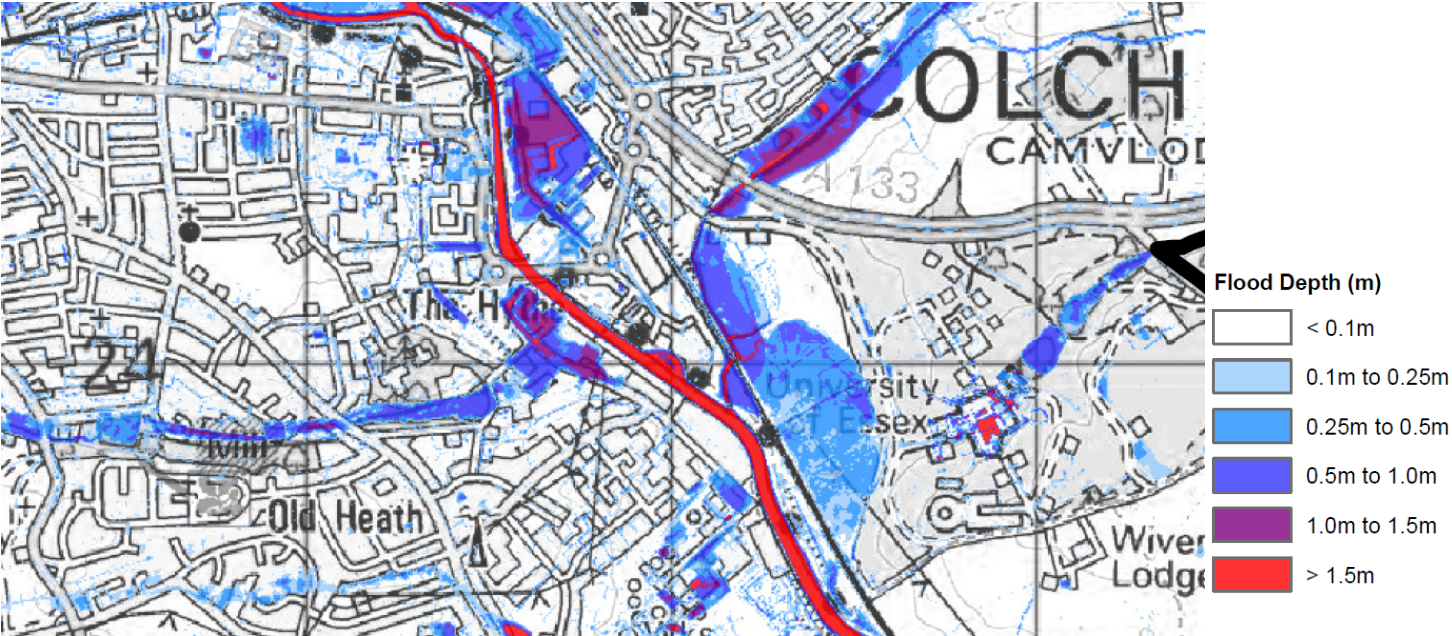 COLCH
CAMVLOD
A 133
The Hythe
24
University
of Essex
Old Heath
Wiver
Lodge
Flood Depth (m)
< 0.1m
0.1m to 0.25m
0.25m to 0.5m
0.5m to 1.0m
1.0m to 1.5m
> 1.5m